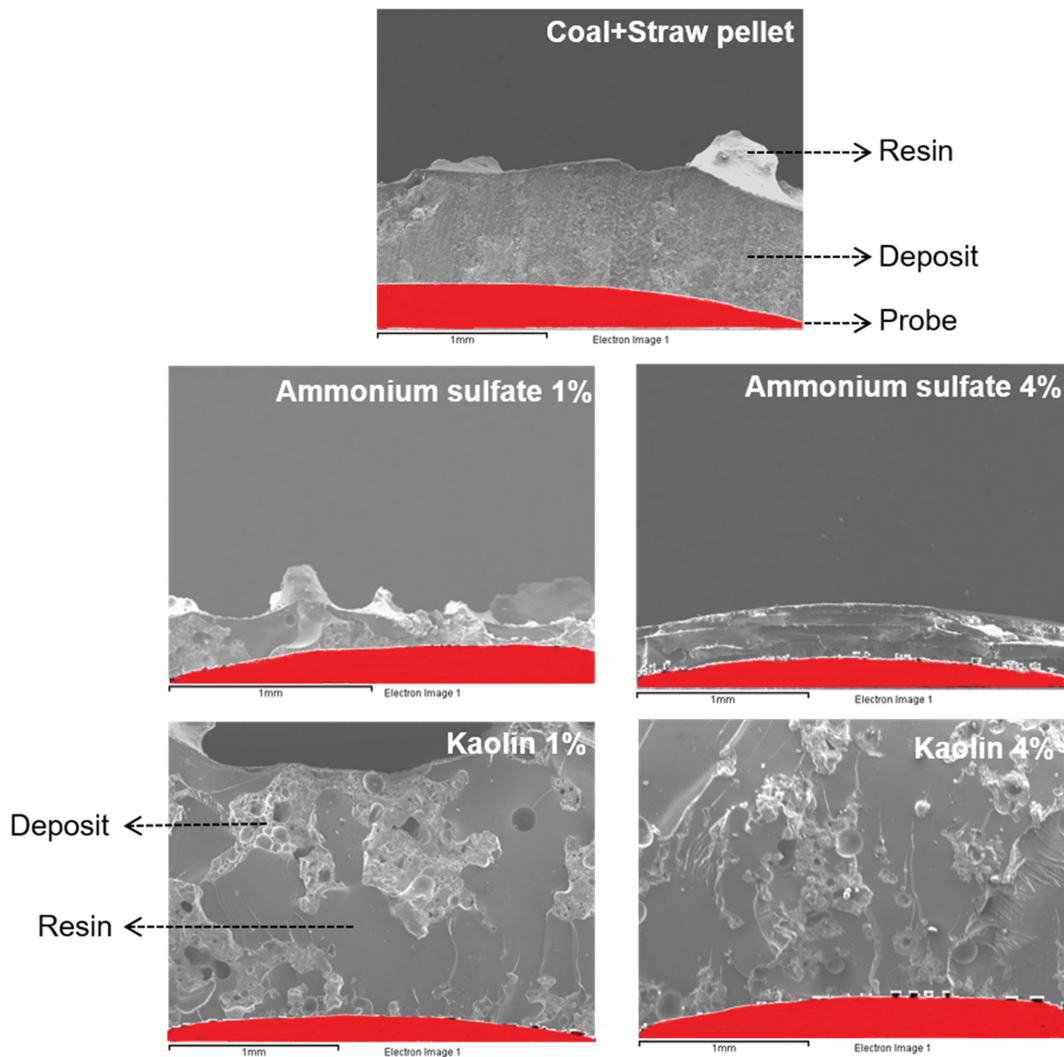 Coal+Straw pellet
Resin
Deposit
Probe
1mm
Electron Image 1
Ammonium sulfate 1%
Ammonium sulfate 4%
1mm
Electron Image 1
1mm
Electron Image 1
Kaolin 1%
Kaolin 4%
Deposit
Resin
1mm
Electron Image 1
1mm
Electron Image 1